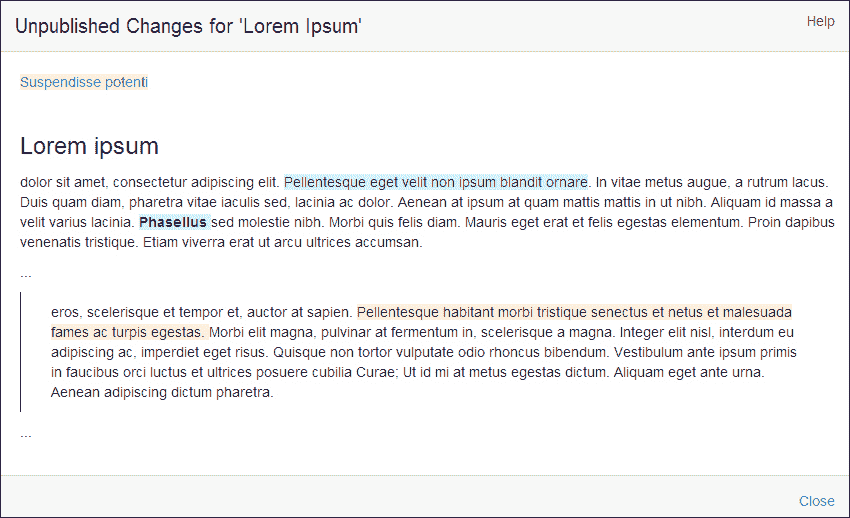 Unpublished Changes for 'Lorem Ipsum'
Help
Suspendisse potenti
Lorem ipsum
dolor sit amet, consectetur adipiscing elit. Pellentesque eget velit non ipsum blandit ornare. In vitae metus augue, a rutrum lacus.
Duis quam diam, pharetra vitae iaculis sed, lacinia ac dolor. Aenean at ipsum at quam mattis mattis in ut nibh. Aliquam id massa a
velit varius lacinia. Phasellus sed molestie nibh. Morbi quis felis diam. Mauris eget erat et felis egestas elementum. Proin dapibus
venenatis tristique. Etiam viverra erat ut arcu ultrices accumsan.
...
eros, scelerisque et tempor et, auctor at sapien. Pellentesque habitant morbi tristique senectus et netus et malesuada
fames ac turpis egestas. Morbi elit magna, pulvinar at fermentum in, scelerisque a magna. Integer elit nisl, interdum eu
adipiscing ac, imperdiet eget risus. Quisque non tortor vulputate odio rhoncus bibendum. Vestibulum ante ipsum primis
in faucibus orci luctus et ultrices posuere cubilia Curae; Ut id mi at metus egestas dictum. Aliquam eget ante urna.
Aenean adipiscing dictum pharetra.
...
Close